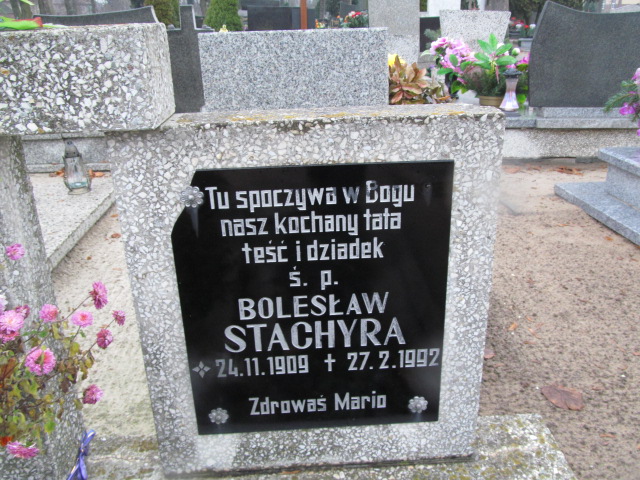 Tu spoczywa w Bogu
nasz kochany tata
teść i dziadek
ś. p.
BOLESŁAW
STACHYRA
24.11.1909 † 27.2.1992
Zdrowaś Mario